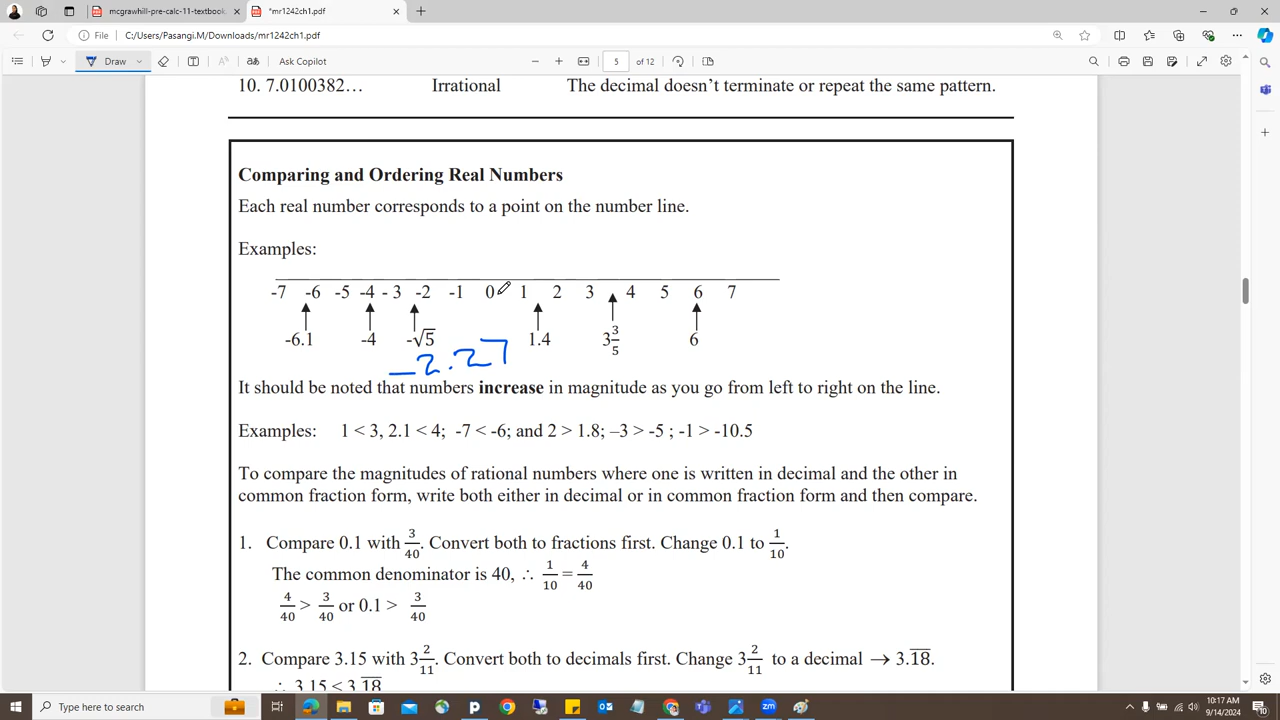 mcgrawhill-pre-calc-11-textbook
*mr1242ch1.pdf
File C:/Users/Pasangi.M/Downloads/mr1242ch1.pdf
Draw Ask Copilot 5 of 12
10. 7.0100382… Irrational The decimal doesn’t terminate or repeat the same pattern.
Comparing and Ordering Real Numbers
Each real number corresponds to a point on the number line.
Examples:
-7 -6 -5 -4 - 3 -2 -1 0 1 2 3 4 5 6 7
-6.1 -4 -√5 1.4 3 3/5 6
-2.27
It should be noted that numbers increase in magnitude as you go from left to right on the line.
Examples: 1 < 3, 2.1 < 4; -7 < -6; and 2 > 1.8; –3 > -5 ; -1 > -10.5
To compare the magnitudes of rational numbers where one is written in decimal and the other in
common fraction form, write both either in decimal or in common fraction form and then compare.
1. Compare 0.1 with 3/40. Convert both to fractions first. Change 0.1 to 1/10.
The common denominator is 40, ∴ 1/10 = 4/40
4/40 > 3/40 or 0.1 > 3/40
2. Compare 3.15 with 3 2/11. Convert both to decimals first. Change 3 2/11 to a decimal → 3.1̅8̅.
∴ 3.15 < 3.1̅8̅
Type here to search
10:17 AM
9/14/2024